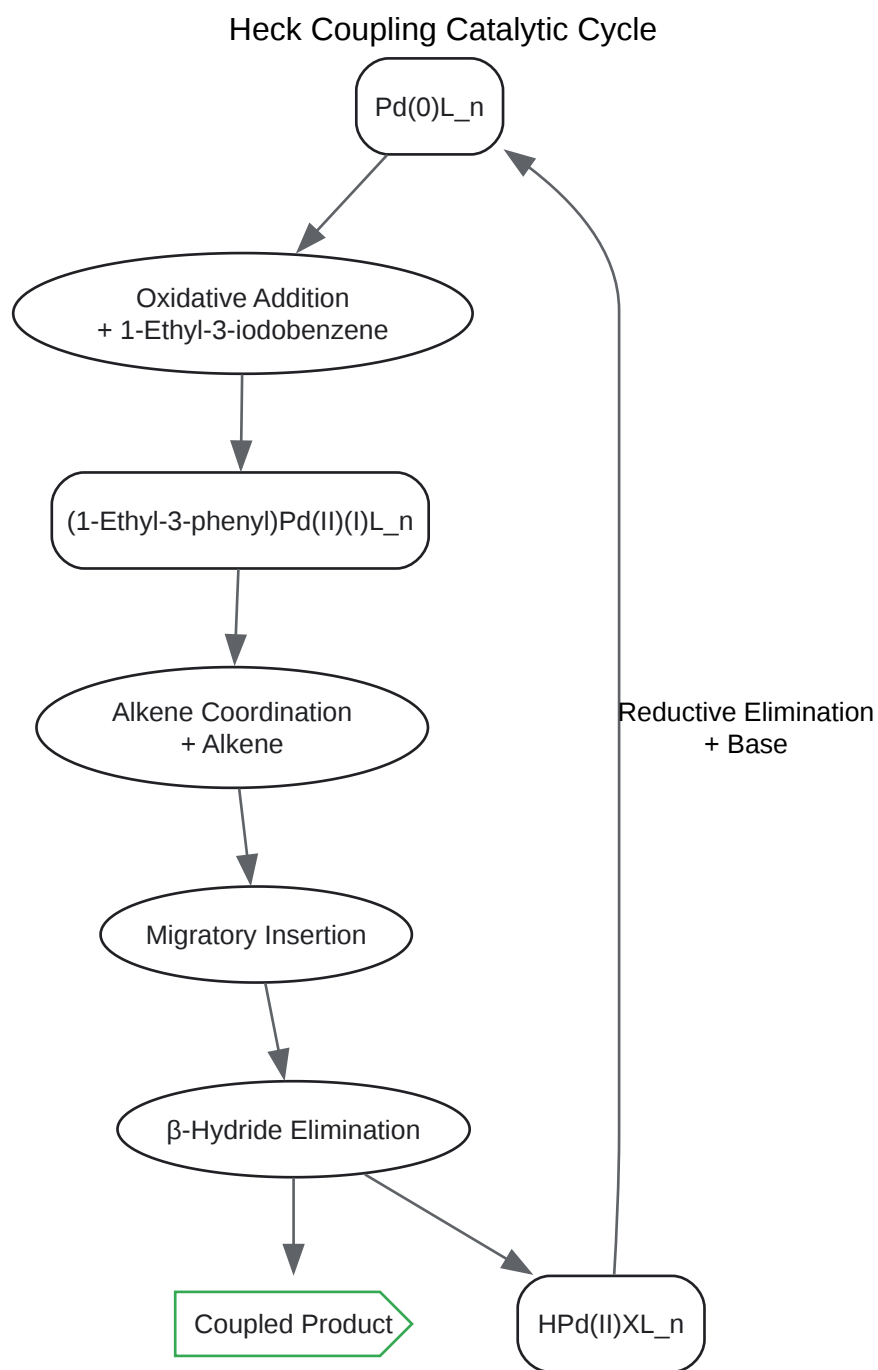 Heck Coupling Catalytic Cycle
Pd(0)L_n
Oxidative Addition
+ 1-Ethyl-3-iodobenzene
(1-Ethyl-3-phenyl)Pd(II)(I)L_n
Alkene Coordination
+ Alkene
Reductive Elimination
+ Base
Migratory Insertion
β-Hydride Elimination
Coupled Product
HPd(II)XL_n